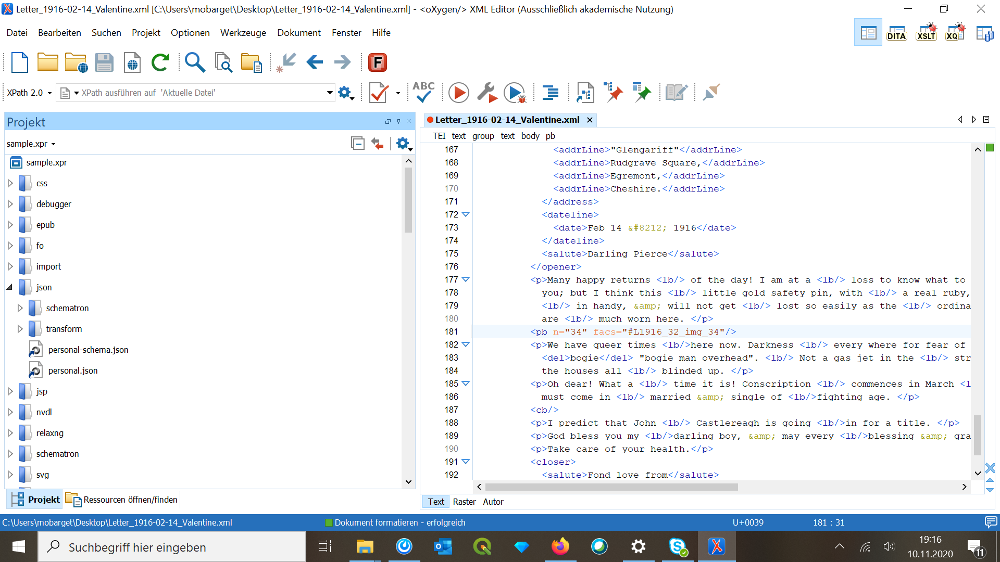 Letter_1916-02-14_Valentine.xml [C:\Users\mobarget\Desktop\Letter_1916-02-14_Valentine.xml] - <oXygen/> XML Editor (Ausschließlich akademische Nutzung)
Datei Bearbeiten Suchen Projekt Optionen Werkzeuge Dokument Fenster Hilfe
DITA XSLT XQ
F
XPath 2.0 XPath ausführen auf 'Aktuelle Datei' ABC
Projekt
sample.xpr
sample.xpr
css
debugger
epub
fo
import
json
schematron
transform
personal-schema.json
personal.json
jsp
nvdl
relaxng
schematron
svg
Projekt Ressourcen öffnen/finden
Letter_1916-02-14_Valentine.xml
TEI text group text body pb
167 <addrLine>"Glengariff"</addrLine>
168 <addrLine>Rudgrave Square,</addrLine>
169 <addrLine>Egremont,</addrLine>
170 <addrLine>Cheshire.</addrLine>
171 </address>
172 <dateline>
173 <date>Feb 14 &#8212; 1916</date>
174 </dateline>
175 <salute>Darling Pierce</salute>
176 </opener>
177 <p>Many happy returns <lb/> of the day! I am at a <lb/> loss to know what to
178 you; but I think this <lb/> little gold safety pin, with <lb/> a real ruby,
179 <lb/> in handy, &amp; will not get <lb/> lost so easily as the <lb/> ordina
180 are <lb/> much worn here. </p>
181 <pb n="34" facs="#L1916_32_img_34"/>
182 <p>We have queer times <lb/>here now. Darkness <lb/> every where for fear of
183 <del>bogie</del> "bogie man overhead". <lb/> Not a gas jet in the <lb/> str
184 the houses all <lb/> blinded up. </p>
185 <p>Oh dear! What a <lb/> time it is! Conscription <lb/> commences in March <l
186 must come in <lb/> married &amp; single of <lb/>fighting age. </p>
187 <cb/>
188 <p>I predict that John <lb/> Castlereagh is going <lb/>in for a title. </p>
189 <p>God bless you my <lb/>darling boy, &amp; may every <lb/>blessing &amp; gra
190 <p>Take care of your health.</p>
191 <closer>
192 <salute>Fond love from</salute>
Text Raster Autor
C:\Users\mobarget\Desktop\Letter_1916-02-14_Valentine.xml Dokument formatieren - erfolgreich U+0039 181 : 31
Suchbegriff hier eingeben
19:16
10.11.2020
11